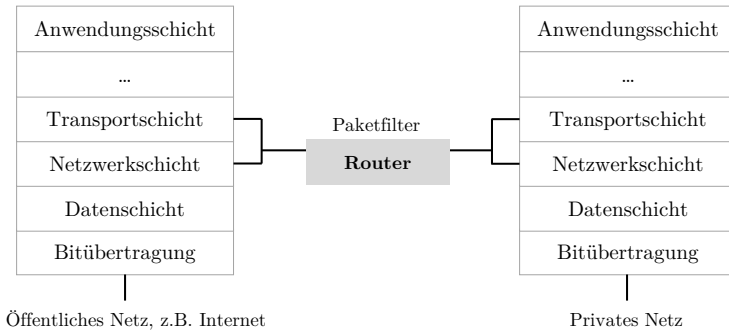 Anwendungsschicht
...
Transportschicht
Netzwerkschicht
Datenschicht
Bitübertragung
Öffentliches Netz, z.B. Internet
Paketfilter
Router
Anwendungsschicht
...
Transportschicht
Netzwerkschicht
Datenschicht
Bitübertragung
Privates Netz